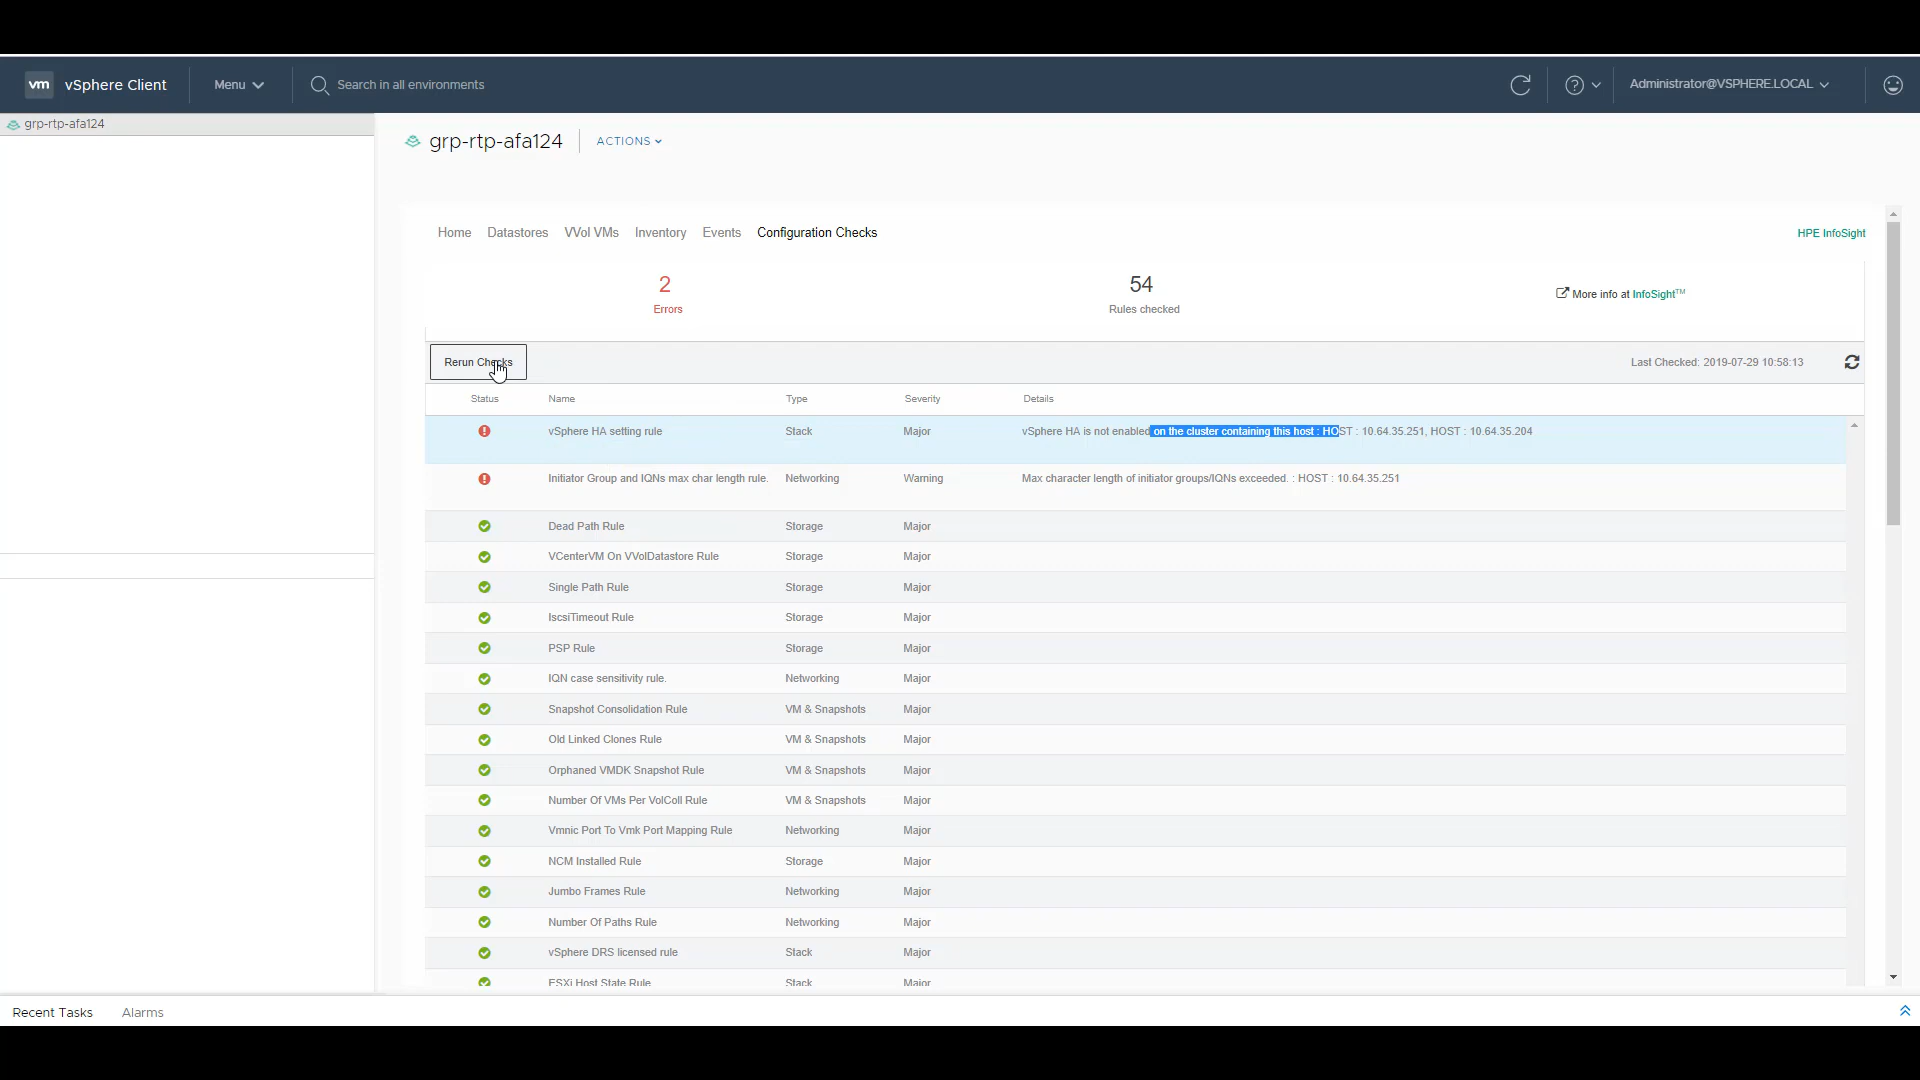 vm vSphere Client Menu Search in all environments Administrator@VSPHERE.LOCAL
grp-rtp-afa124
grp-rtp-afa124 ACTIONS
Home Datastores VVol VMs Inventory Events Configuration Checks HPE InfoSight
2 54
Errors Rules checked More info at InfoSight™
Rerun Checks Last Checked: 2019-07-29 10:58:13
Status Name Type Severity Details
vSphere HA setting rule Stack Major vSphere HA is not enabled on the cluster containing this host : HOST : 10.64.35.251, HOST : 10.64.35.204
Initiator Group and IQNs max char length rule. Networking Warning Max character length of initiator groups/IQNs exceeded. : HOST : 10.64.35.251
Dead Path Rule Storage Major
VCenterVM On VVolDatastore Rule Storage Major
Single Path Rule Storage Major
IscsiTimeout Rule Storage Major
PSP Rule Storage Major
IQN case sensitivity rule. Networking Major
Snapshot Consolidation Rule VM & Snapshots Major
Old Linked Clones Rule VM & Snapshots Major
Orphaned VMDK Snapshot Rule VM & Snapshots Major
Number Of VMs Per VolColl Rule VM & Snapshots Major
Vmnic Port To Vmk Port Mapping Rule Networking Major
NCM Installed Rule Storage Major
Jumbo Frames Rule Networking Major
Number Of Paths Rule Networking Major
vSphere DRS licensed rule Stack Major
ESXi Host State Rule Stack Major
Recent Tasks Alarms